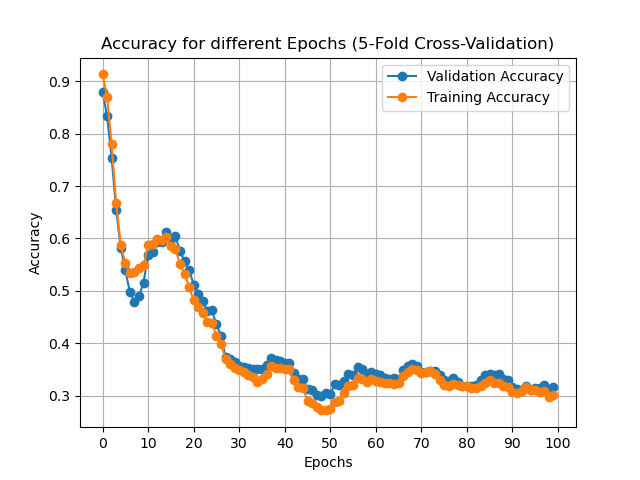 Accuracy for different Epochs (5-Fold Cross-Validation)
Validation Accuracy
Training Accuracy
Accuracy
0.9
0.8
0.7
0.6
0.5
0.4
0.3
0 10 20 30 40 50 60 70 80 90 100
Epochs